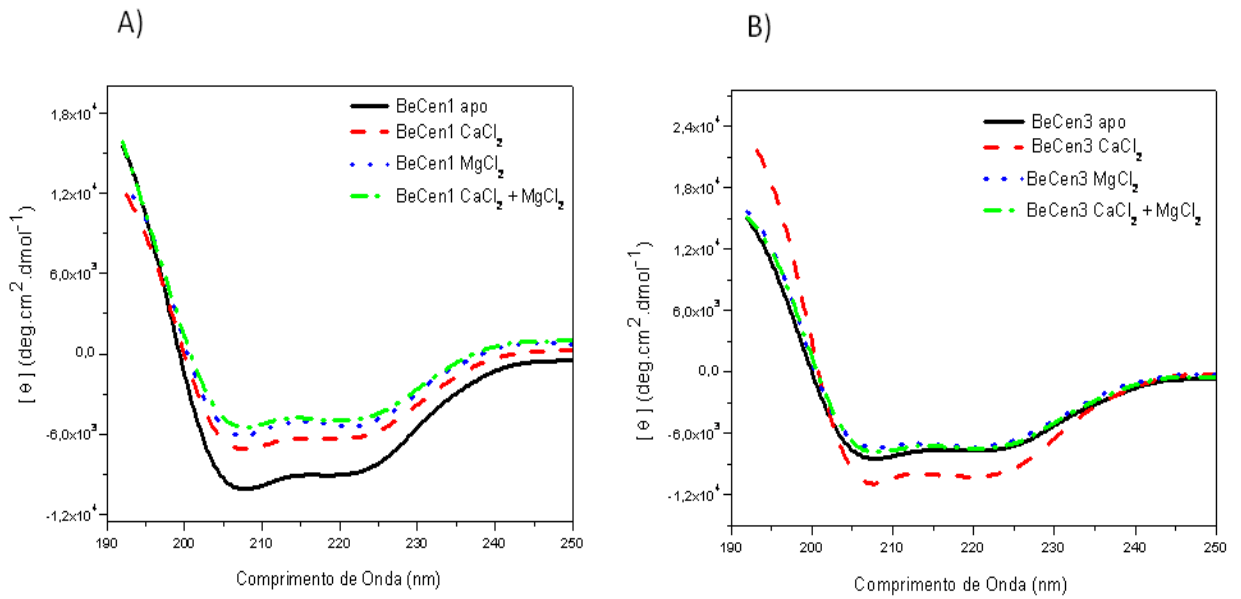 A)
BeCen1 apo
BeCen1 CaCl₂
BeCen1 MgCl₂
BeCen1 CaCl₂ + MgCl₂
1,8x10⁴
1,2x10⁴
6,0x10³
0,0
-6,0x10³
-1,2x10⁴
[ ɵ ] (deg.cm².dmol⁻¹)
190 200 210 220 230 240 250
Comprimento de Onda (nm)
B)
BeCen3 apo
BeCen3 CaCl₂
BeCen3 MgCl₂
BeCen3 CaCl₂ + MgCl₂
2,4x10⁴
1,8x10⁴
1,2x10⁴
6,0x10³
0,0
-6,0x10³
-1,2x10⁴
[ ɵ ] (deg.cm².dmol⁻¹)
190 200 210 220 230 240 250
Comprimento de Onda (nm)